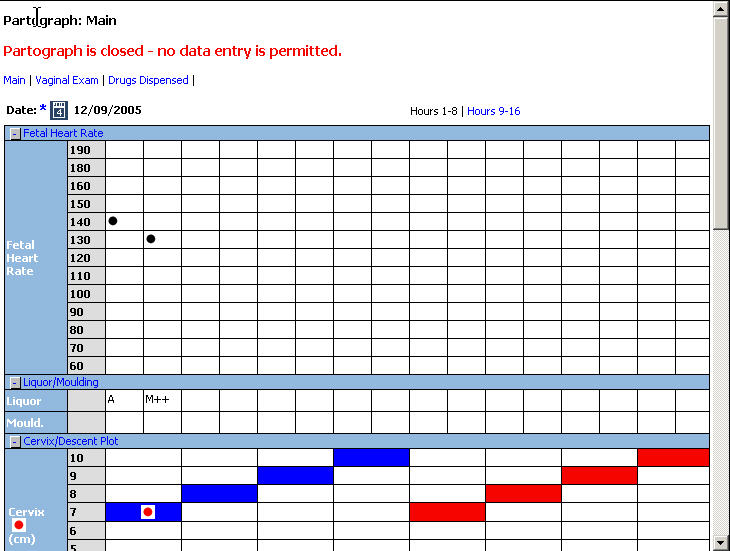 Partograph: Main
Partograph is closed - no data entry is permitted.
Main | Vaginal Exam | Drugs Dispensed |
Date: * 4 12/09/2005 Hours 1-8 | Hours 9-16
- Fetal Heart Rate
190
180
160
150
140
130
Fetal
Heart
Rate
120
110
100
90
80
70
60
- Liquor/Moulding
Liquor A M++
Mould.
- Cervix/Descent Plot
10
9
8
7
Cervix
(cm)
6
5